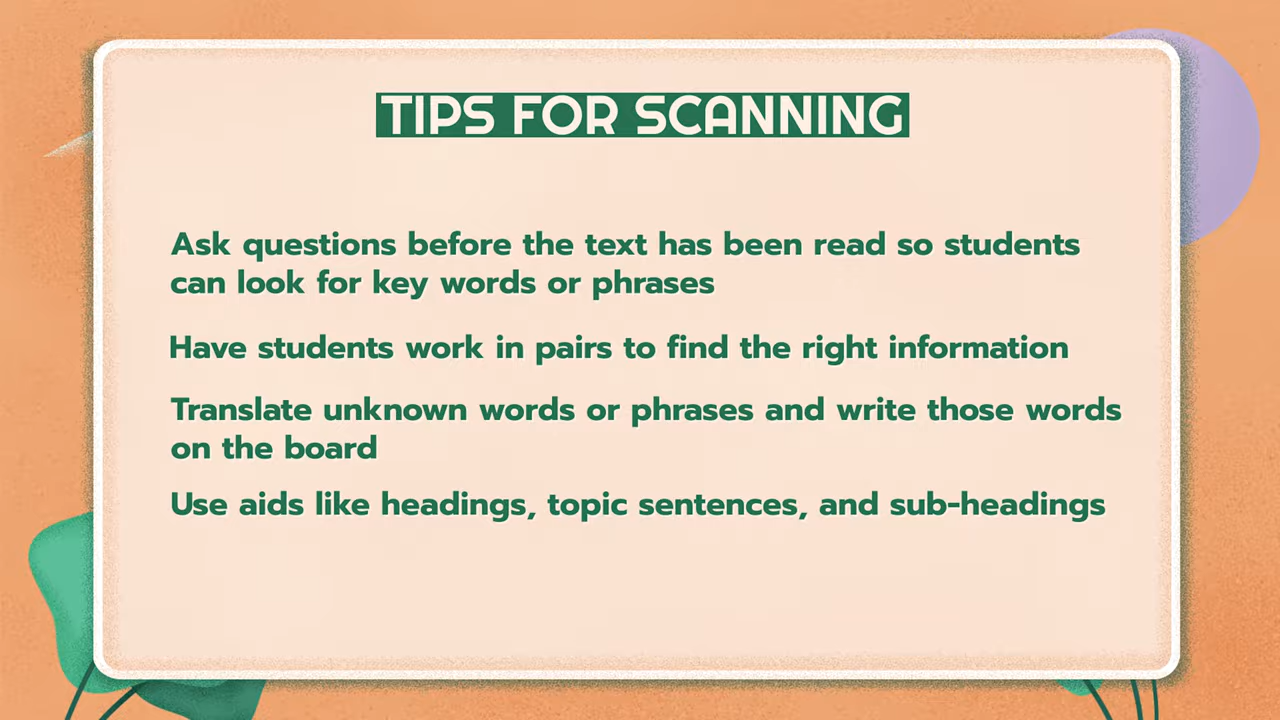 TIPS FOR SCANNING
Ask questions before the text has been read so students
can look for key words or phrases
Have students work in pairs to find the right information
Translate unknown words or phrases and write those words
on the board
Use aids like headings, topic sentences, and sub-headings